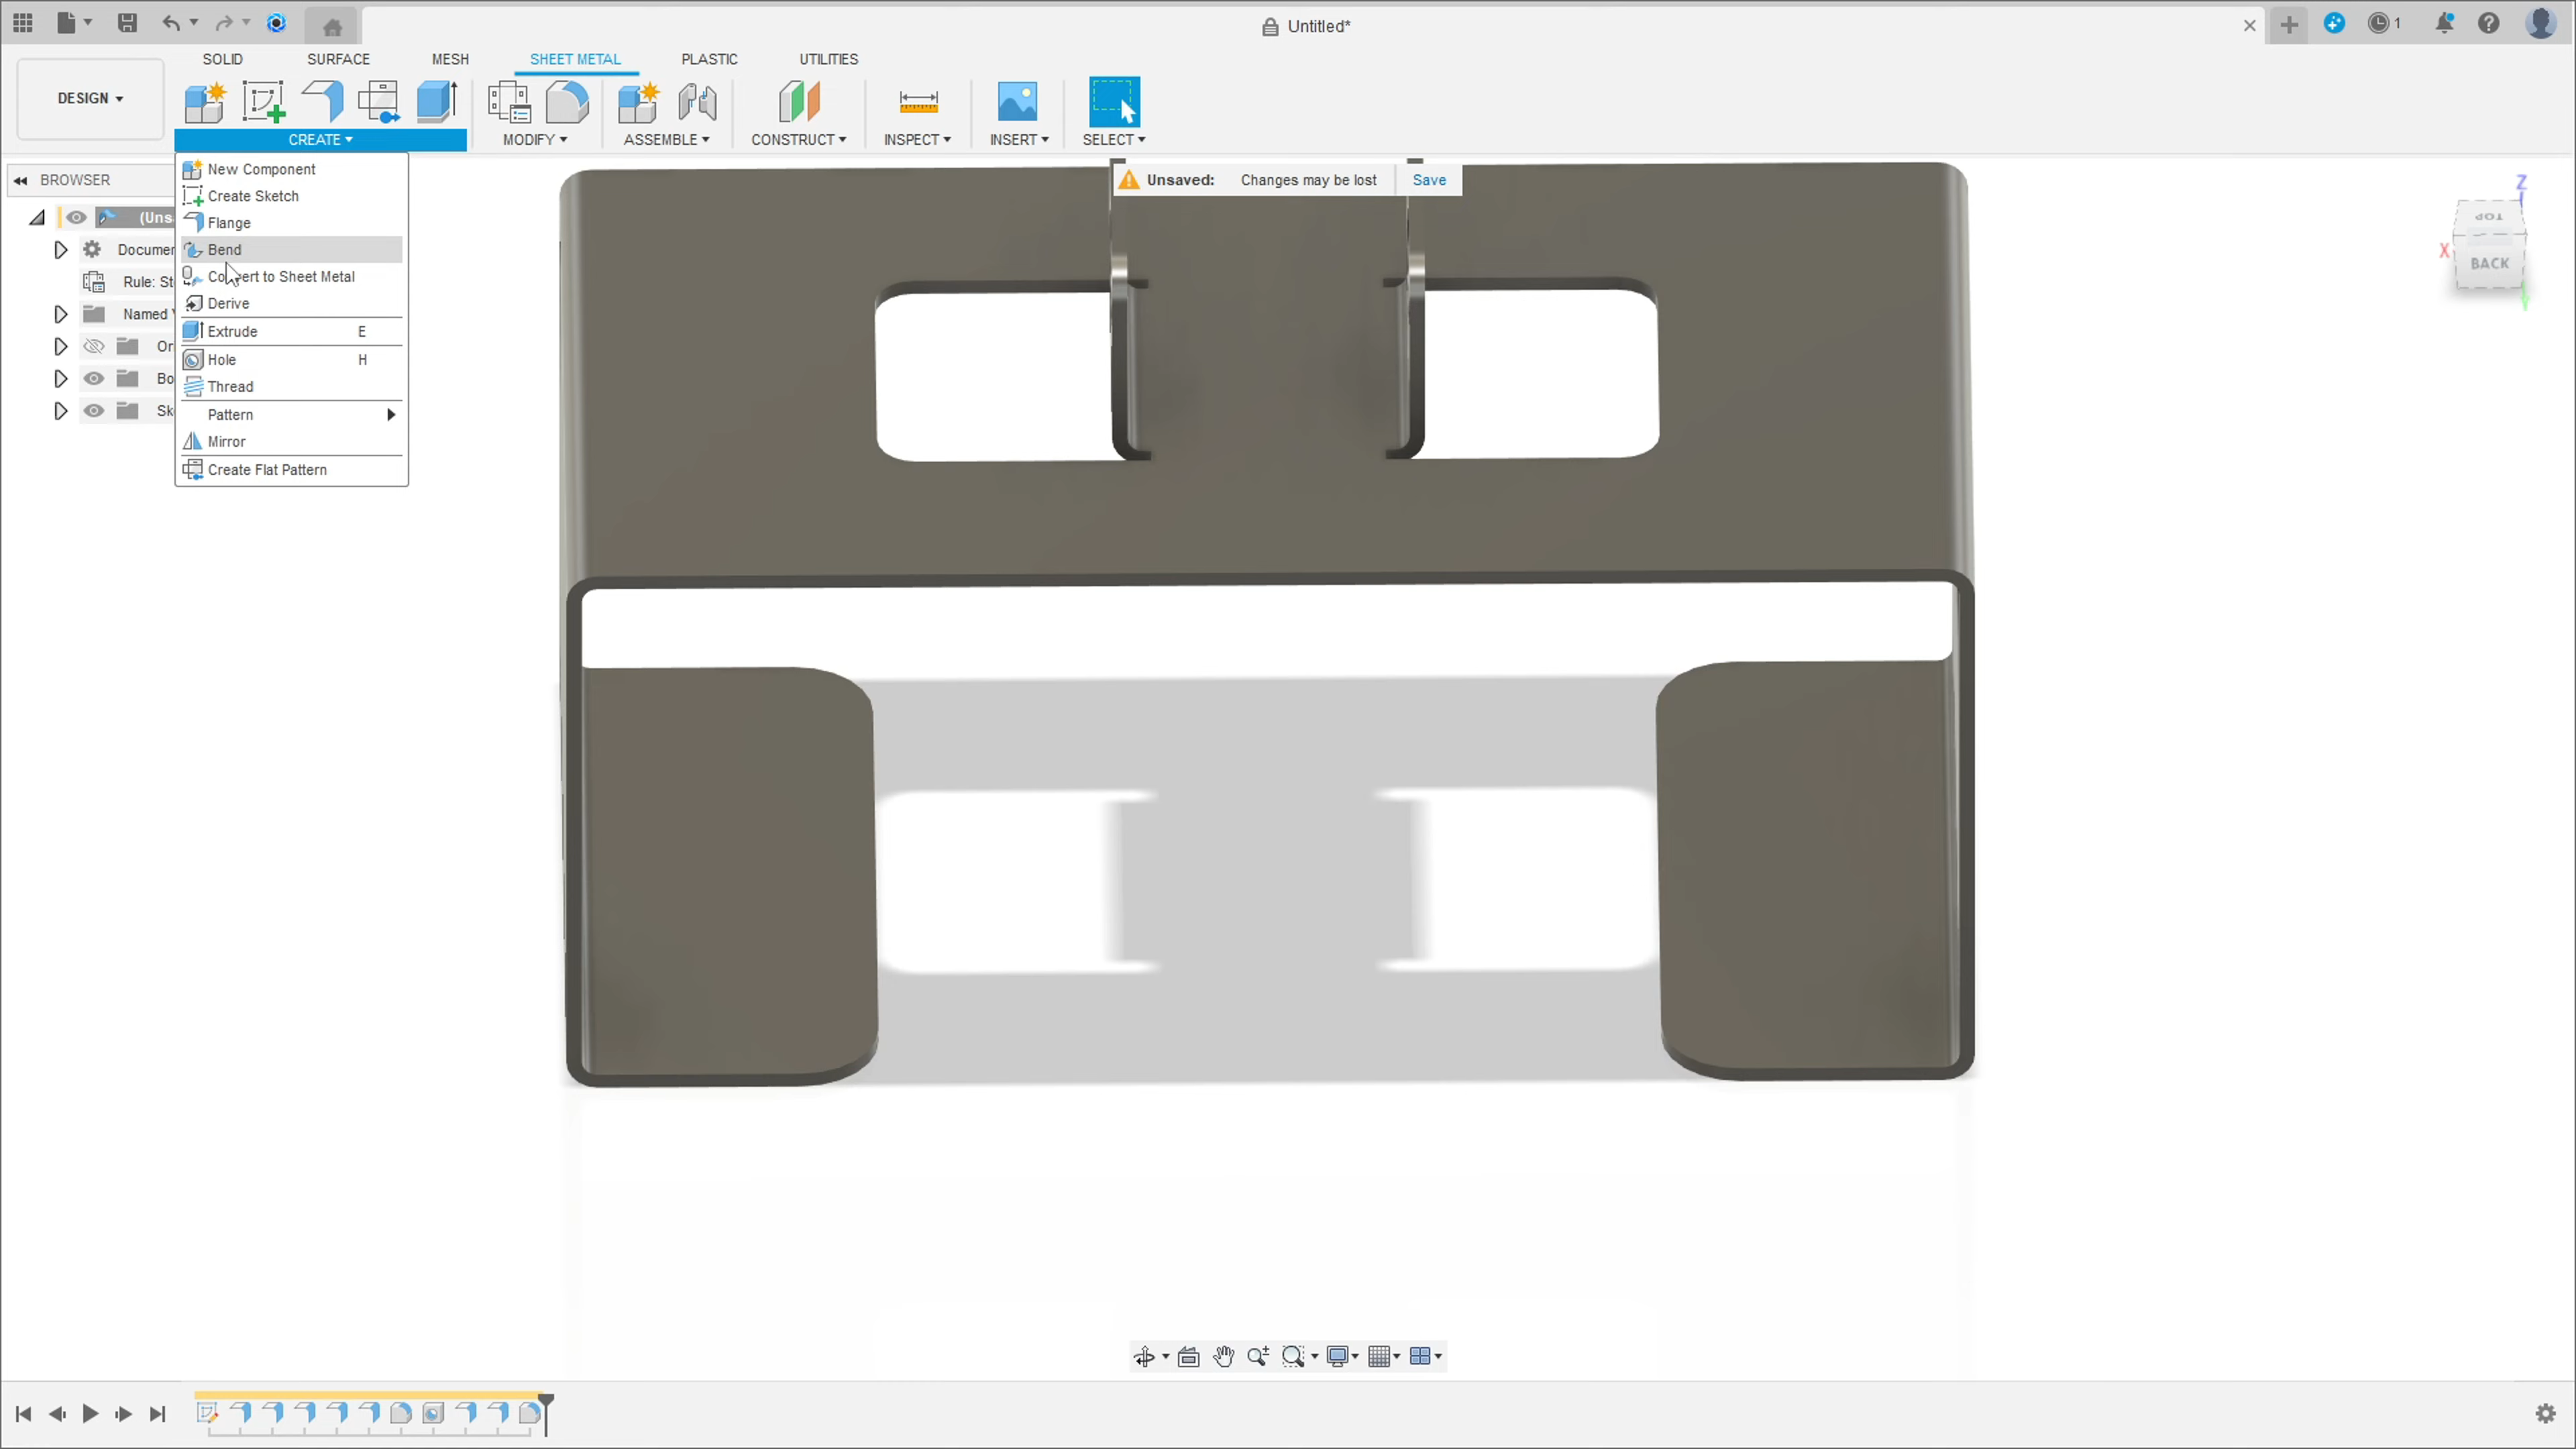 Untitled*
1
SOLID SURFACE MESH SHEET METAL PLASTIC UTILITIES
DESIGN
CREATE MODIFY ASSEMBLE CONSTRUCT INSPECT INSERT SELECT
BROWSER
(Uns
Documen
Rule: St
Named V
Or
Bo
Sk
New Component
Create Sketch
Flange
Bend
Convert to Sheet Metal
Derive
Extrude E
Hole H
Thread
Pattern
Mirror
Create Flat Pattern
Unsaved: Changes may be lost Save
Z
TOP
X
BACK